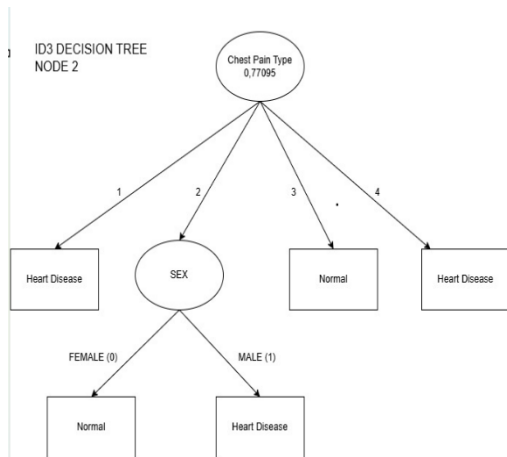 ID3 DECISION TREE
NODE 2
Chest Pain Type
0,77095
1
2
3
4
Heart Disease
SEX
Normal
Heart Disease
FEMALE (0)
MALE (1)
Normal
Heart Disease